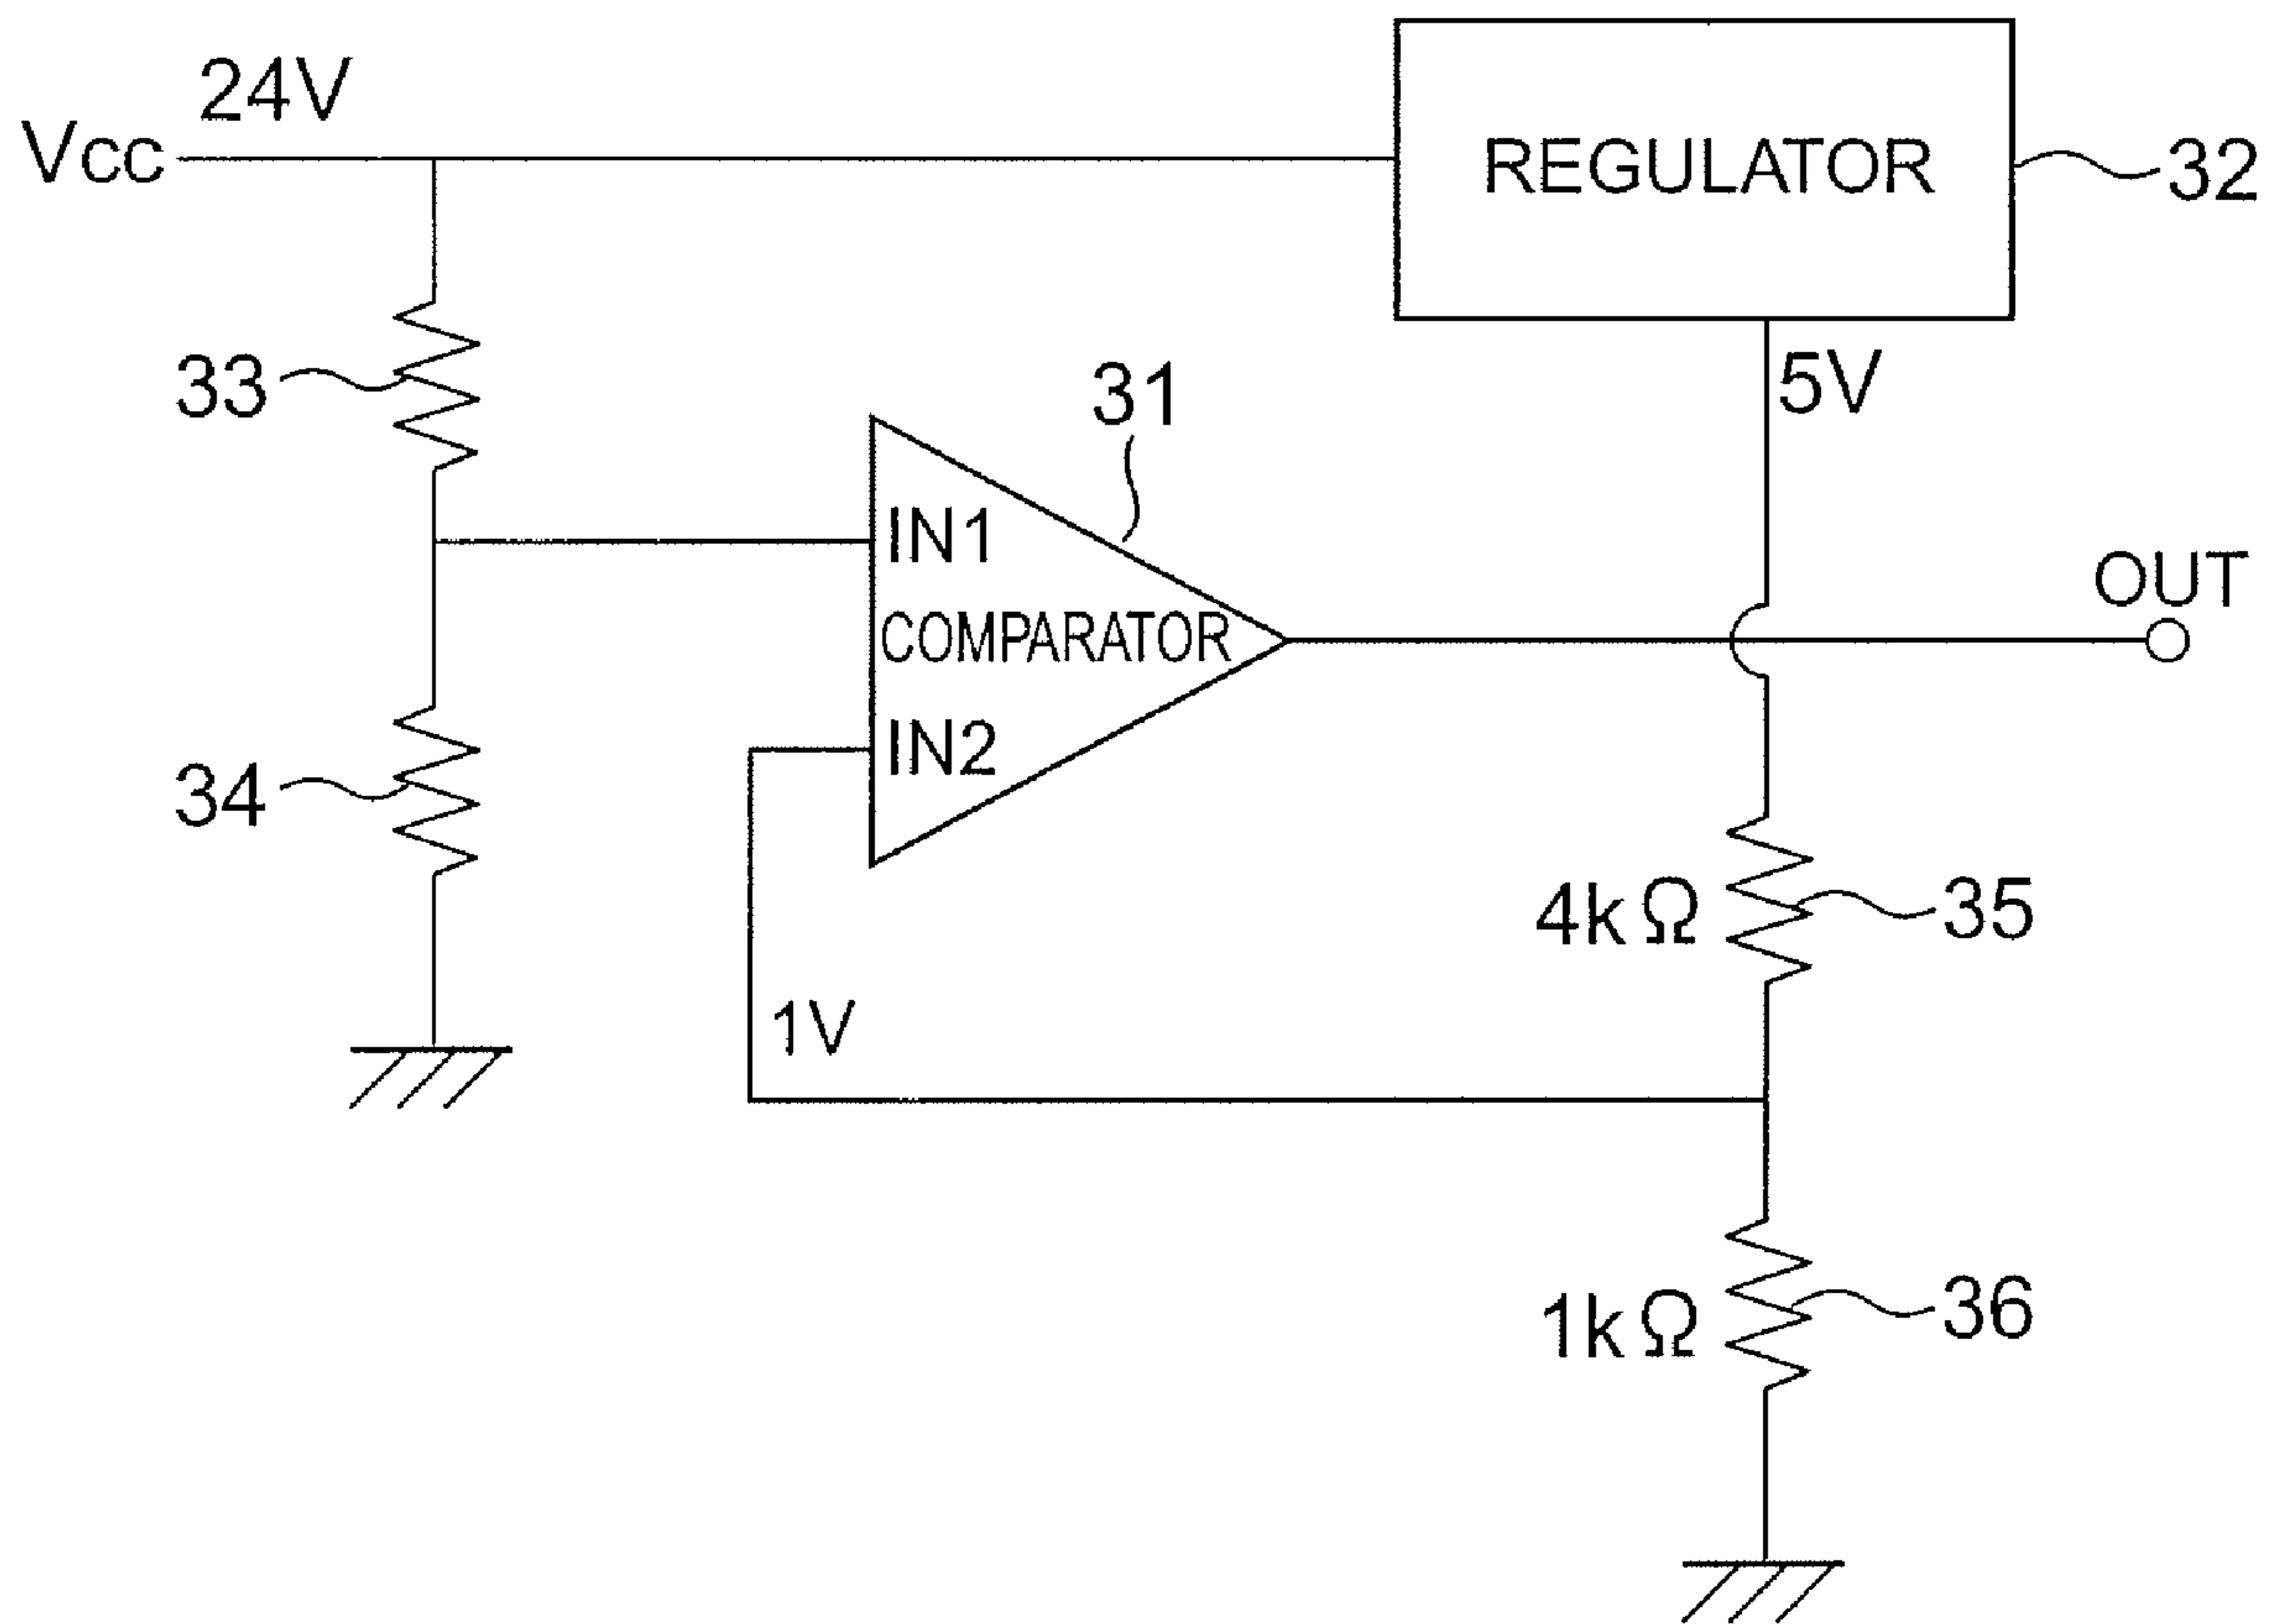 24V
Vcc
REGULATOR
32
33
31
5V
IN1
OUT
COMPARATOR
IN2
34
4kΩ
35
1V
1kΩ
36